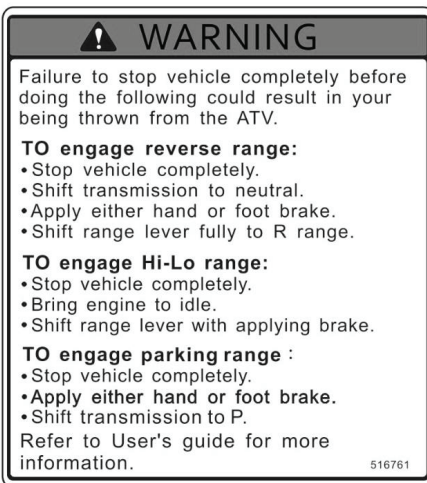 WARNING
Failure to stop vehicle completely before
doing the following could result in your
being thrown from the ATV.
TO engage reverse range:
•Stop vehicle completely.
•Shift transmission to neutral.
•Apply either hand or foot brake.
•Shift range lever fully to R range.
TO engage Hi-Lo range:
•Stop vehicle completely.
•Bring engine to idle.
•Shift range lever with applying brake.
TO engage parking range :
•Stop vehicle completely.
•Apply either hand or foot brake.
•Shift transmission to P.
Refer to User's guide for more
information. 516761